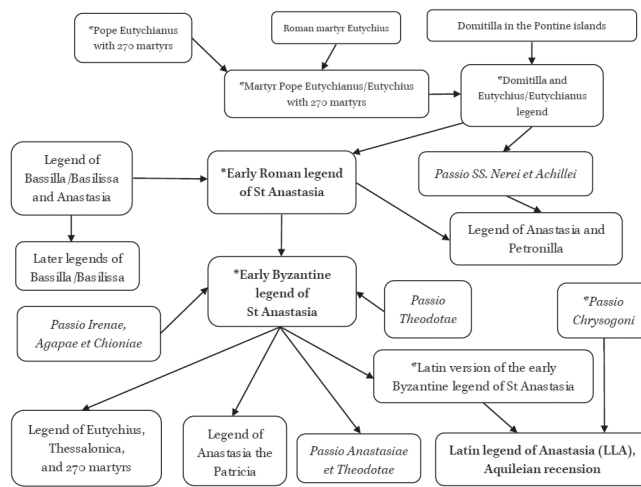 *Pope Eutychianus
with 270 martyrs
Roman martyr Eutychius
Domitilla in the Pontine islands
*Martyr Pope Eutychianus/Eutychius
with 270 martyrs
*Domitilla and
Eutychius/Eutychianus
legend
Legend of
Bassilla/Basilissa
and Anastasia
*Early Roman legend
of St Anastasia
Passio SS. Nerei et Achillei
Legend of Anastasia and
Petronilla
Later legends of
Bassilla/Basilissa
*Early Byzantine
legend of
St Anastasia
Passio Irenae,
Agapae et Chioniae
Passio
Theodotae
*Passio
Chrysogoni
*Latin version of the early
Byzantine legend of St Anastasia
Legend of Eutychius,
Thessalonica,
and 270 martyrs
Legend of
Anastasia the
Patricia
Passio Anastasiae
et Theodotae
Latin legend of Anastasia (LLA),
Aquileian recension